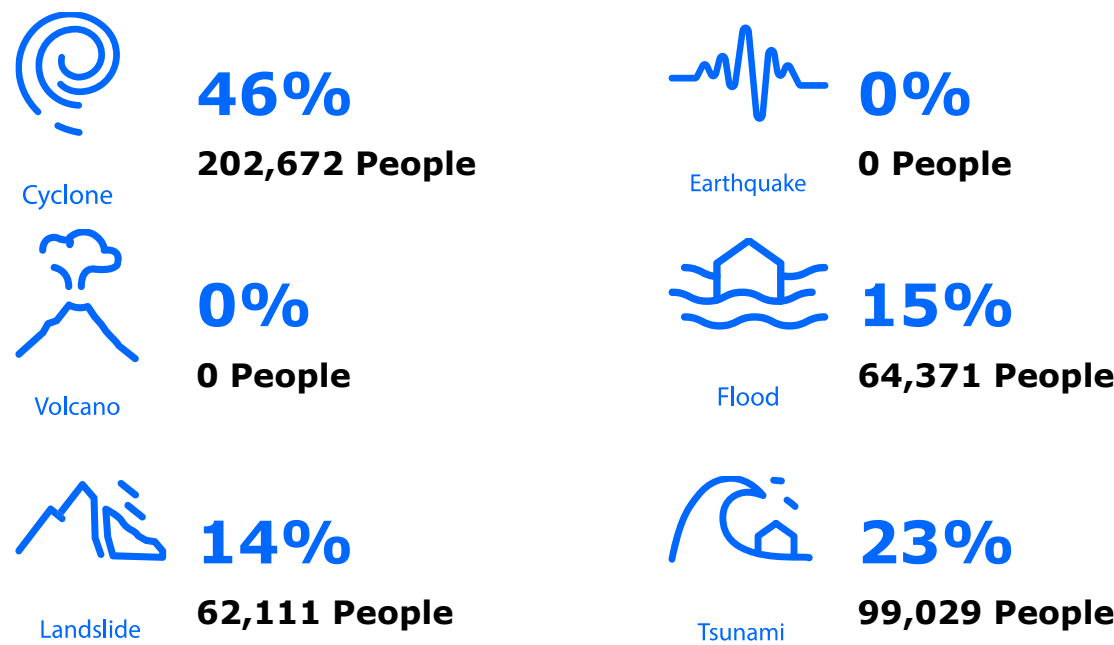 46%
202,672 People
Cyclone
0%
0 People
Earthquake
0%
0 People
Volcano
15%
64,371 People
Flood
14%
62,111 People
Landslide
23%
99,029 People
Tsunami